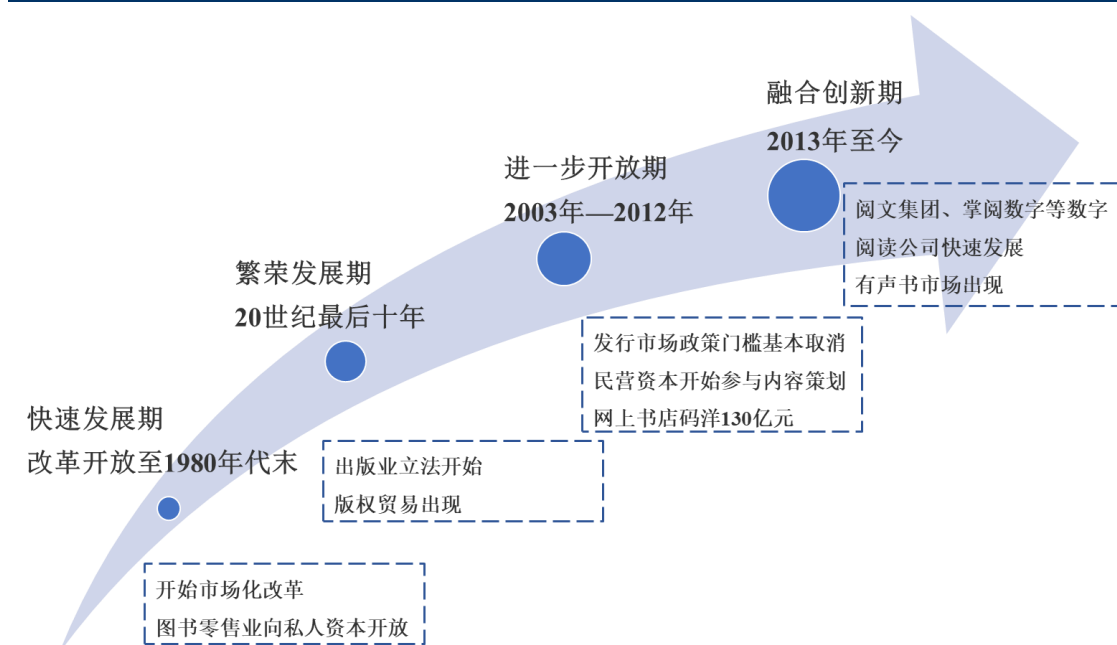 融合创新期
2013年至今
阅文集团、掌阅数字等数字
阅读公司快速发展
有声书市场出现
进一步开放期
2003年—2012年
发行市场政策门槛基本取消
民营资本开始参与内容策划
网上书店码洋130亿元
繁荣发展期
20世纪最后十年
出版业立法开始
版权贸易出现
快速发展期
改革开放至1980年代末
开始市场化改革
图书零售业向私人资本开放